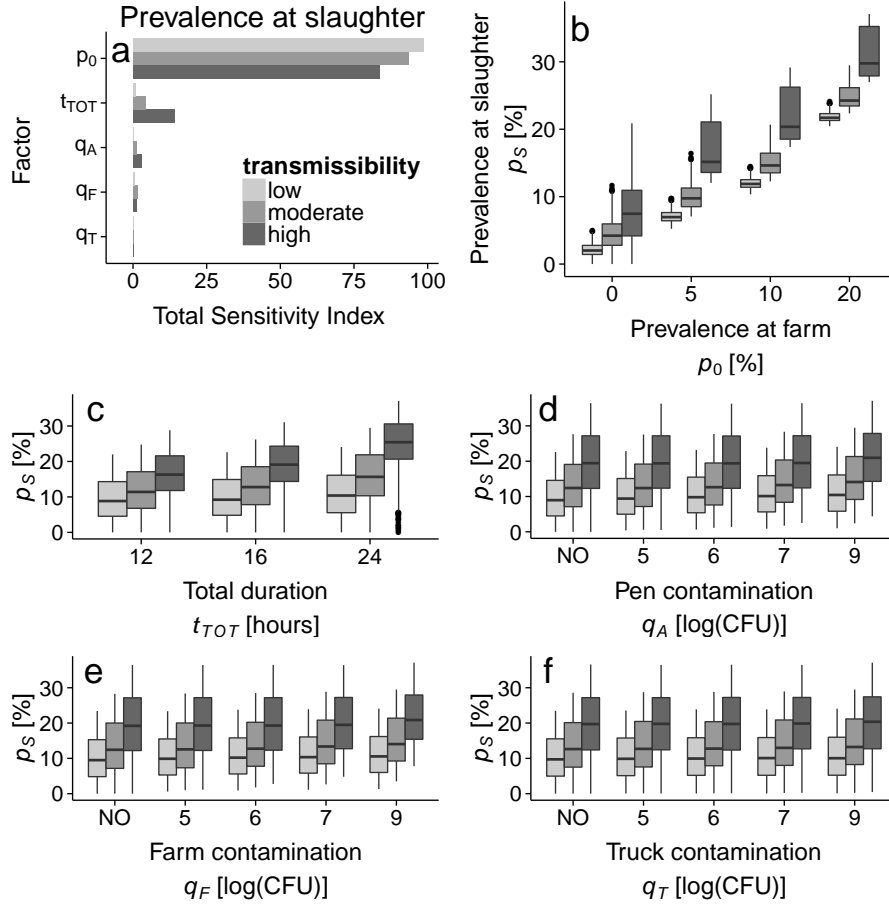 Prevalence at slaughter
a
Factor
p0
tTOT
qA
qF
qT
transmissibility
low
moderate
high
0 25 50 75 100
Total Sensitivity Index
b
Prevalence at slaughter
pS [%]
30
20
10
0
0 5 10 20
Prevalence at farm
p0 [%]
c
pS [%]
30
20
10
0
12 16 24
Total duration
tTOT [hours]
d
pS [%]
30
20
10
0
NO 5 6 7 9
Pen contamination
qA [log(CFU)]
e
pS [%]
30
20
10
0
NO 5 6 7 9
Farm contamination
qF [log(CFU)]
f
pS [%]
30
20
10
0
NO 5 6 7 9
Truck contamination
qT [log(CFU)]